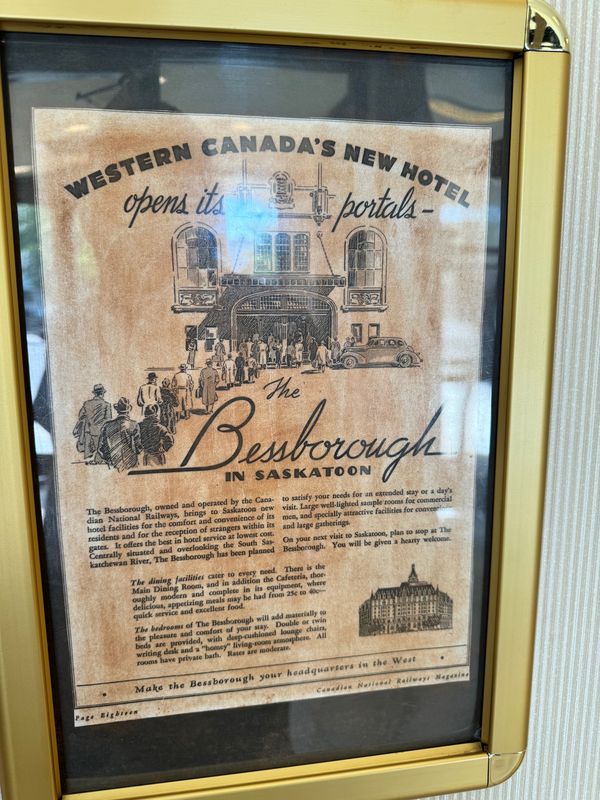 WESTERN CANADA'S NEW HOTEL
opens its portals-
The
Bessborough
IN SASKATOON
The Bessborough, owned and operated by the Cana-
dian National Railways, brings to Saskatoon new
hotel facilities for the comfort and convenience of its
residents and for the reception of strangers within its
gates. It offers the best in hotel service at lowest cost.
Centrally situated and overlooking the South Sas-
katchewan River, The Bessborough has been planned
to satisfy your needs for an extended stay or a day's
visit. Large well-lighted sample rooms for commercial
men, and specially attractive facilities for conventions
and large gatherings.
On your next visit to Saskatoon, plan to stop at The
Bessborough. You will be given a hearty welcome.
The dining facilities cater to every need. There is the
Main Dining Room, and in addition the Cafeteria, thor-
oughly modern and complete in its equipment, where
delicious, appetizing meals may be had from 25c to 40c—
quick service and excellent food.
The bedrooms of The Bessborough will add materially to
the pleasure and comfort of your stay. Double or twin
beds are provided, with deep-cushioned lounge chairs,
writing desk and a "homey" living-room atmosphere. All
rooms have private bath. Rates are moderate.
Make the Bessborough your headquarters in the West
Page Eighteen
Canadian National Railways Magazine